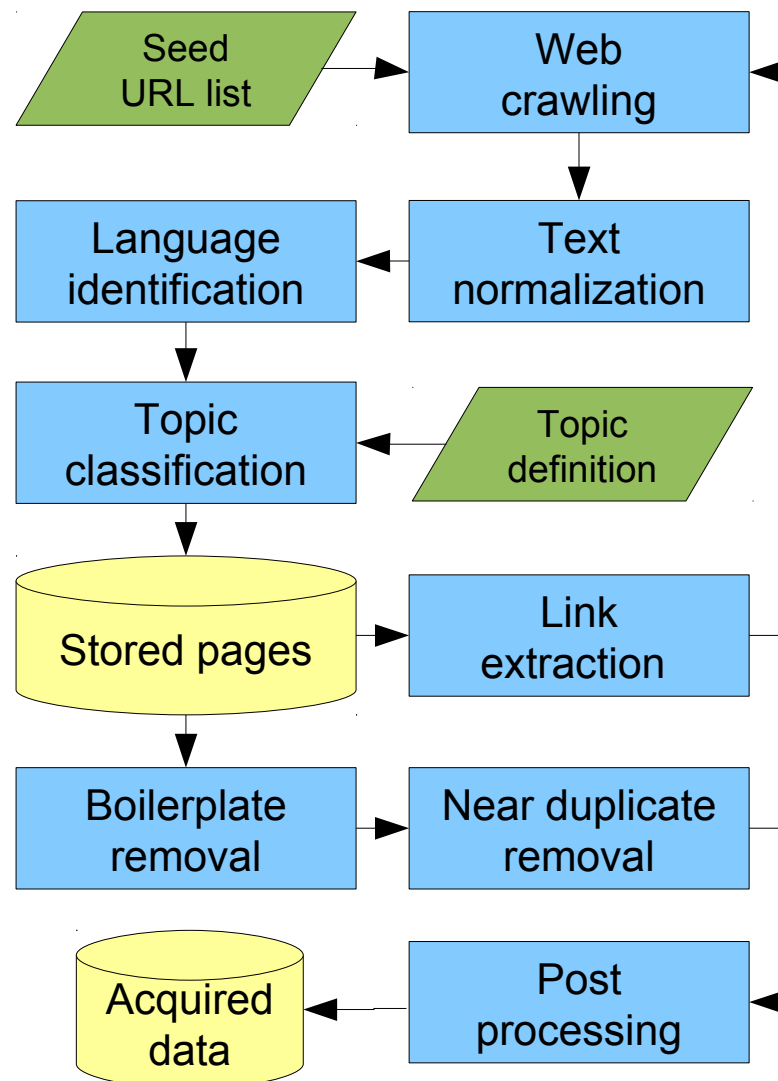 Seed
URL list
Web
crawling
Language
identification
Text
normalization
Topic
classification
Topic
definition
Stored pages
Link
extraction
Boilerplate
removal
Near duplicate
removal
Acquired
data
Post
processing